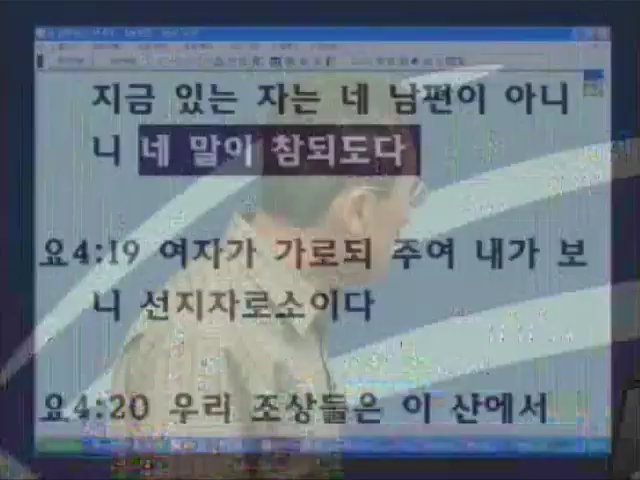 지금 있는 자는 네 남편이 아니
니 네 말이 참되도다
요4:19 여자가 가로되 주여 내가 보
니 선지자로소이다
요4:20 우리 조상들은 이 산에서